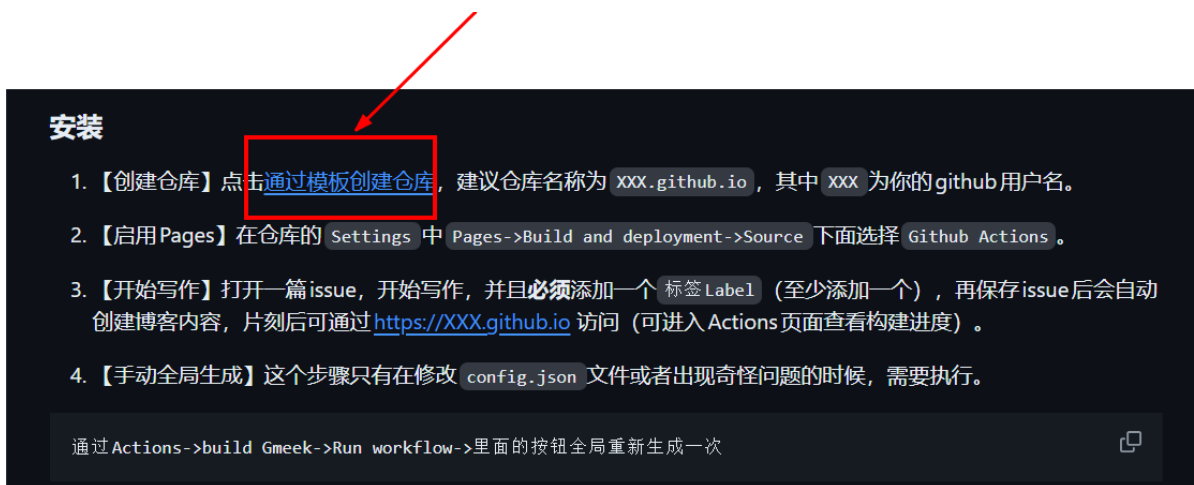 安装
1. 【创建仓库】点击通过模板创建仓库，建议仓库名称为 XXX.github.io，其中 XXX 为你的github用户名。
2. 【启用Pages】在仓库的 Settings 中 Pages->Build and deployment->Source 下面选择 Github Actions。
3. 【开始写作】打开一篇issue，开始写作，并且必须添加一个 标签Label（至少添加一个），再保存issue后会自动
创建博客内容，片刻后可通过 https://XXX.github.io 访问（可进入Actions页面查看构建进度）。
4. 【手动全局生成】这个步骤只有在修改 config.json 文件或者出现奇怪问题的时候，需要执行。
通过Actions->build Gmeek->Run workflow->里面的按钮全局重新生成一次